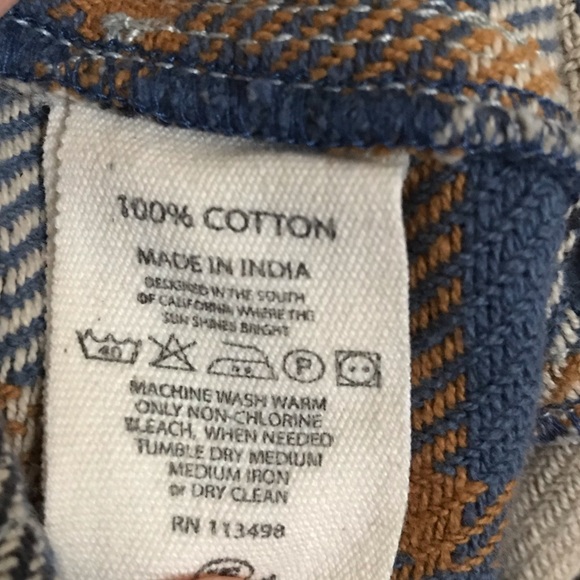 100% COTTON
MADE IN INDIA
DESIGNED IN THE SOUTH
OF CALIFORNIA WHERE THE
SUN SHINES BRIGHT
40 P
MACHINE WASH WARM
ONLY NON-CHLORINE
BLEACH, WHEN NEEDED
TUMBLE DRY MEDIUM
MEDIUM IRON
or DRY CLEAN
RN 113498